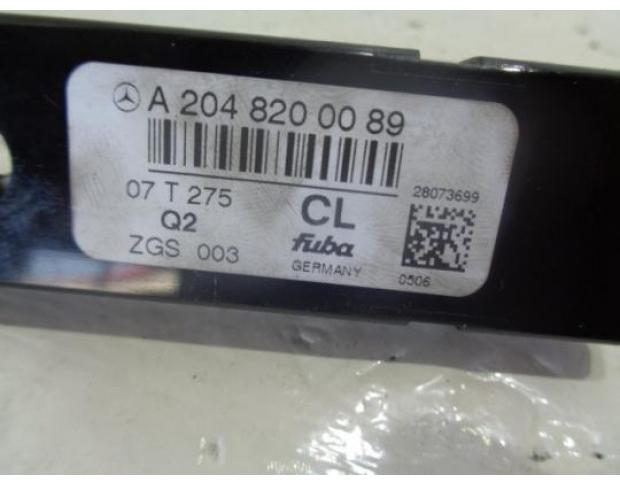 A 204 820 00 89
07 T 275
Q2
ZGS 003
CL
fuba
GERMANY
28073699
0506